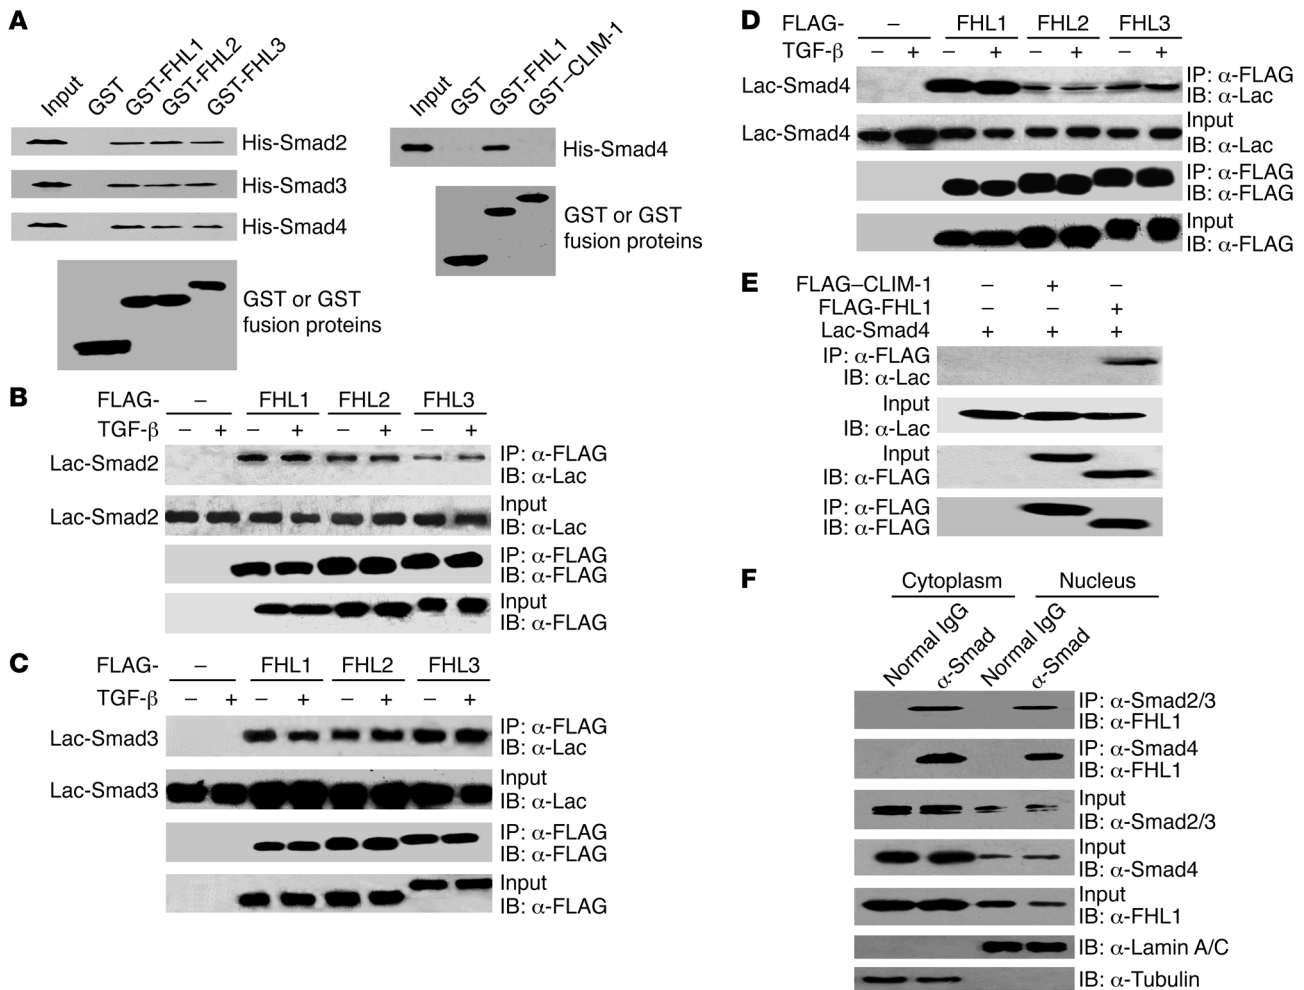 A
Input
GST
GST-FHL1
GST-FHL2
GST-FHL3
His-Smad2
His-Smad3
His-Smad4
GST or GST
fusion proteins
Input
GST
GST-FHL1
GST–CLIM-1
His-Smad4
GST or GST
fusion proteins
B
FLAG- – FHL1 FHL2 FHL3
TGF-β – + – + – + – +
Lac-Smad2
IP: α-FLAG
IB: α-Lac
Lac-Smad2
Input
IB: α-Lac
IP: α-FLAG
IB: α-FLAG
Input
IB: α-FLAG
C
FLAG- – FHL1 FHL2 FHL3
TGF-β – + – + – + – +
Lac-Smad3
IP: α-FLAG
IB: α-Lac
Lac-Smad3
Input
IB: α-Lac
IP: α-FLAG
IB: α-FLAG
Input
IB: α-FLAG
D
FLAG- – FHL1 FHL2 FHL3
TGF-β – + – + – + – +
Lac-Smad4
IP: α-FLAG
IB: α-Lac
Lac-Smad4
Input
IB: α-Lac
IP: α-FLAG
IB: α-FLAG
Input
IB: α-FLAG
E
FLAG–CLIM-1 – + –
FLAG-FHL1 – – +
Lac-Smad4 + + +
IP: α-FLAG
IB: α-Lac
Input
IB: α-Lac
Input
IB: α-FLAG
IP: α-FLAG
IB: α-FLAG
F
Cytoplasm Nucleus
Normal IgG
α-Smad
Normal IgG
α-Smad
IP: α-Smad2/3
IB: α-FHL1
IP: α-Smad4
IB: α-FHL1
Input
IB: α-Smad2/3
Input
IB: α-Smad4
Input
IB: α-FHL1
IB: α-Lamin A/C
IB: α-Tubulin